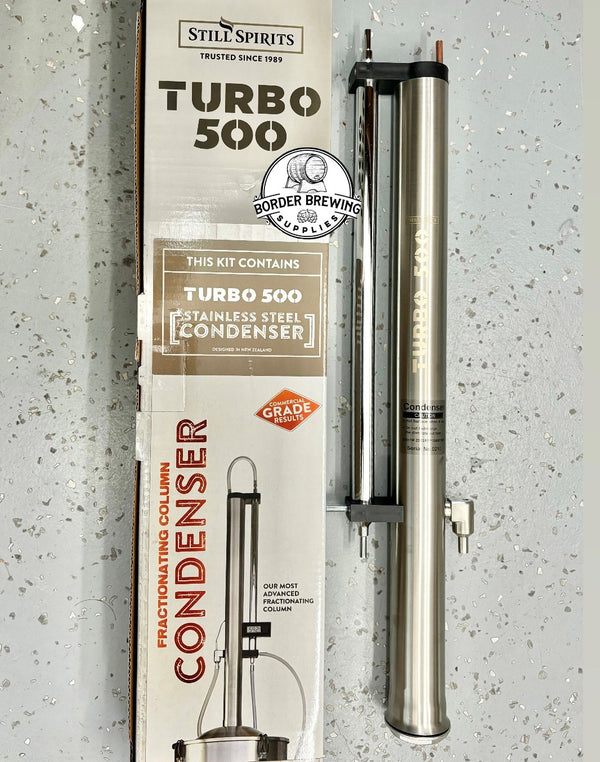 STILL SPIRITS
TRUSTED SINCE 1989
TURBO
500
BORDER BREWING
SUPPLIES
THIS KIT CONTAINS
TURBO 500
STAINLESS STEEL
CONDENSER
DESIGNED IN NEW ZEALAND
COMMERCIAL
GRADE
RESULTS
FRACTIONATING COLUMN
CONDENSER
OUR MOST
ADVANCED
FRACTIONATING
COLUMN
TURBO 500
Condenser
CAUTION